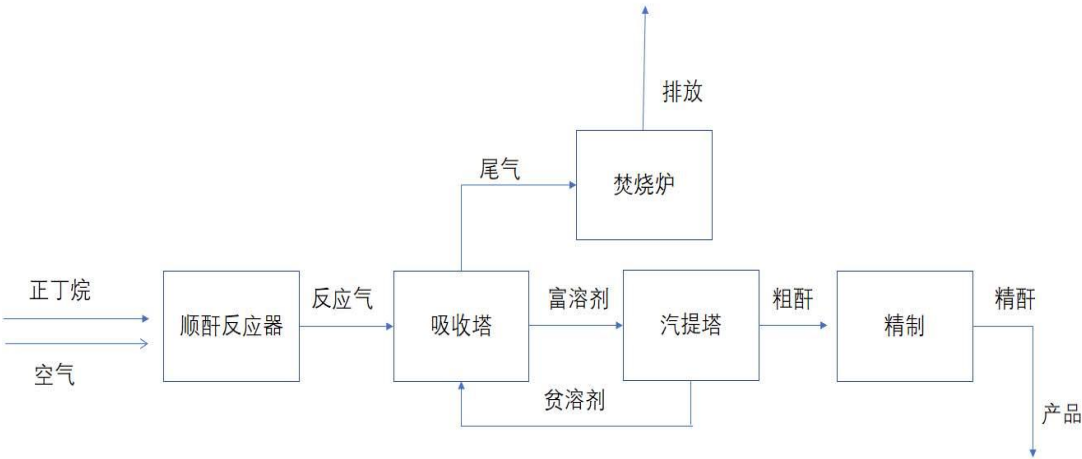 排放
尾气
焚烧炉
正丁烷
空气
顺酐反应器
反应气
吸收塔
富溶剂
汽提塔
粗酐
精制
精酐
贫溶剂
产品